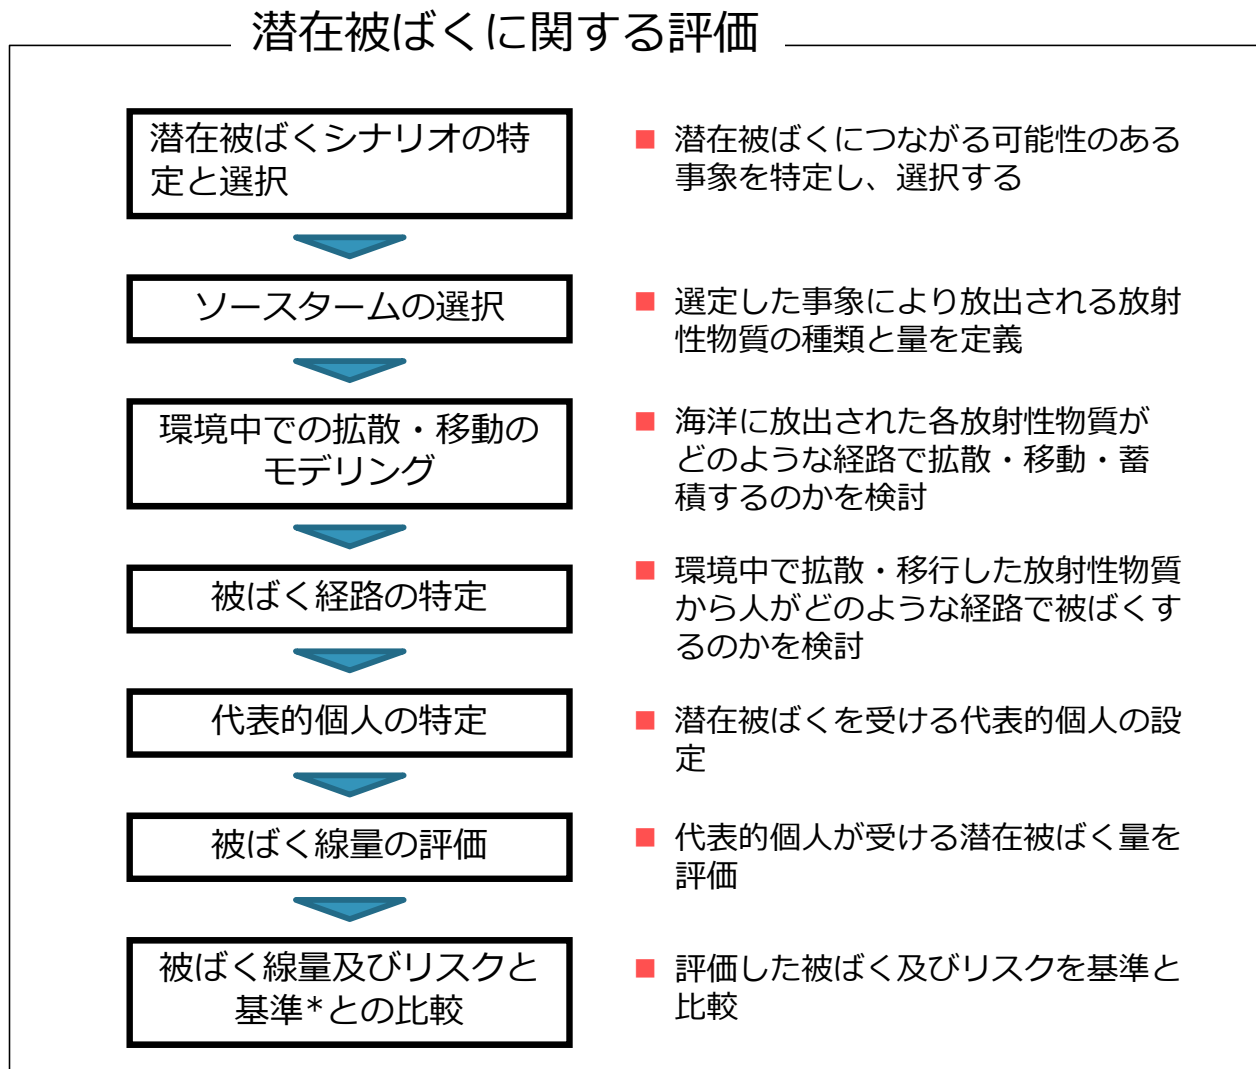 潜在被ばくに関する評価
潜在被ばくシナリオの特
定と選択
■ 潜在被ばくにつながる可能性のある
事象を特定し、選択する
ソースタームの選択
■ 選定した事象により放出される放射
性物質の種類と量を定義
環境中での拡散・移動の
モデリング
■ 海洋に放出された各放射性物質が
どのような経路で拡散・移動・蓄
積するのかを検討
被ばく経路の特定
■ 環境中で拡散・移行した放射性物質
から人がどのような経路で被ばくす
るのかを検討
代表的個人の特定
■ 潜在被ばくを受ける代表的個人の設
定
被ばく線量の評価
■ 代表的個人が受ける潜在被ばく量を
評価
被ばく線量及びリスクと
基準*との比較
■ 評価した被ばく及びリスクを基準と
比較